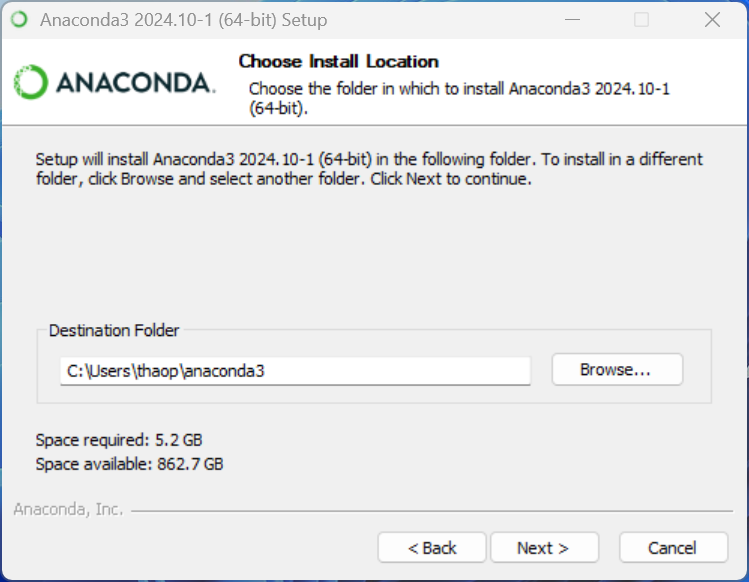 Anaconda3 2024.10-1 (64-bit) Setup
ANACONDA.
Choose Install Location
Choose the folder in which to install Anaconda3 2024.10-1
(64-bit).
Setup will install Anaconda3 2024.10-1 (64-bit) in the following folder. To install in a different
folder, click Browse and select another folder. Click Next to continue.
Destination Folder
C:\Users\thaop\anaconda3
Browse...
Space required: 5.2 GB
Space available: 862.7 GB
Anaconda, Inc.
< Back
Next >
Cancel